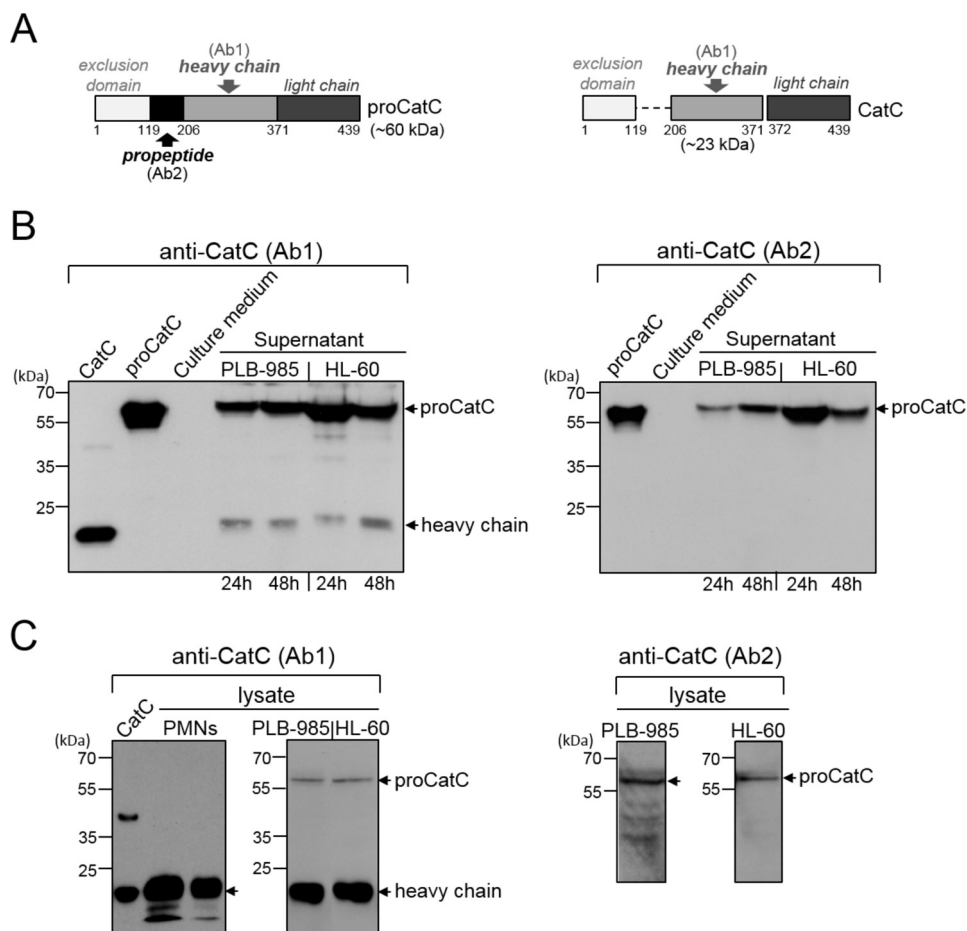 A
exclusion domain
(Ab1)
heavy chain
light chain
proCatC
1 119 206 371 439
(~60 kDa)
propeptide
(Ab2)
exclusion domain
(Ab1)
heavy chain
light chain
CatC
1 119 206 371 372 439
(~23 kDa)
B
anti-CatC (Ab1)
CatC
proCatC
Culture medium
Supernatant
PLB-985 | HL-60
(kDa)
70
55
35
25
proCatC
heavy chain
24h 48h 24h 48h
anti-CatC (Ab2)
proCatC
Culture medium
Supernatant
PLB-985 HL-60
(kDa)
70
55
35
25
proCatC
24h 48h 24h 48h
C
anti-CatC (Ab1)
lysate
CatC
PMNs
PLB-985|HL-60
(kDa)
70
55
35
25
70
55
35
25
proCatC
heavy chain
anti-CatC (Ab2)
lysate
PLB-985 HL-60
(kDa)
70
55
70
55
proCatC